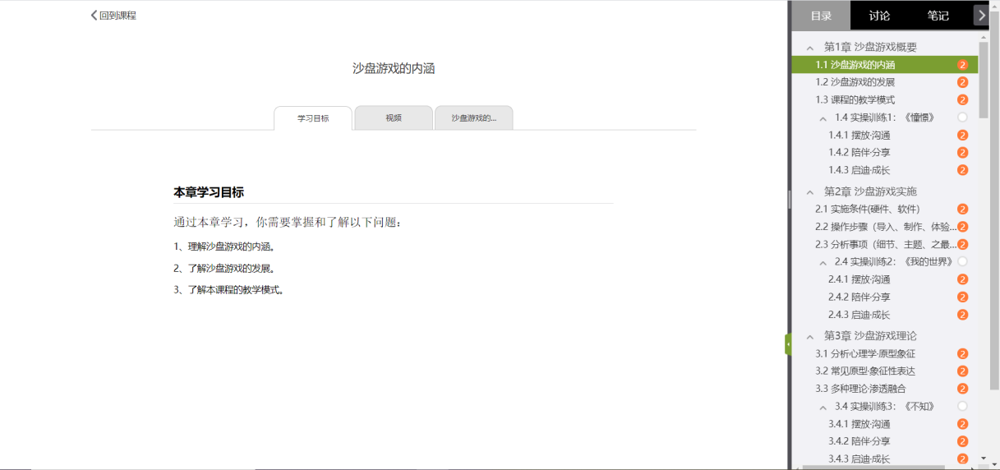 回到课程
沙盘游戏的内涵
学习目标
视频
沙盘游戏的...
本章学习目标
通过本章学习，你需要掌握和了解以下问题：
1、理解沙盘游戏的内涵。
2、了解沙盘游戏的发展。
3、了解本课程的教学模式。
目录 讨论 笔记
第1章 沙盘游戏概要
1.1 沙盘游戏的内涵 2
1.2 沙盘游戏的发展 2
1.3 课程的教学模式 2
1.4 实操训练1：《憧憬》
1.4.1 摆放·沟通 2
1.4.2 陪伴·分享 2
1.4.3 启迪·成长 2
第2章 沙盘游戏实施
2.1 实施条件(硬件、软件) 2
2.2 操作步骤（导入、制作、体验... 2
2.3 分析事项（细节、主题、之最... 2
2.4 实操训练2：《我的世界》
2.4.1 摆放·沟通 2
2.4.2 陪伴·分享 2
2.4.3 启迪·成长 2
第3章 沙盘游戏理论
3.1 分析心理学·原型象征 2
3.2 常见原型·象征性表达 2
3.3 多种理论·渗透融合 2
3.4 实操训练3：《不知》
3.4.1 摆放·沟通 2
3.4.2 陪伴·分享 2
3.4.3 启迪·成长 2